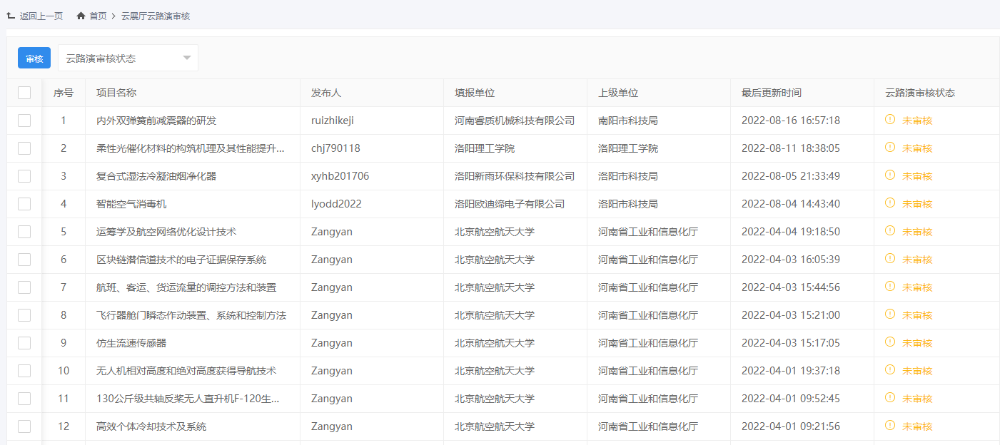 返回上一页 首页 > 云展厅云路演审核
审核 云路演审核状态
序号 项目名称 发布人 填报单位 上级单位 最后更新时间 云路演审核状态
1 内外双弹簧前减震器的研发 ruizhikeji 河南睿质机械科技有限公司 南阳市科技局 2022-08-16 16:57:18 未审核
2 柔性光催化材料的构筑机理及其性能提升... chj790118 洛阳理工学院 洛阳理工学院 2022-08-11 18:38:05 未审核
3 复合式湿法冷凝油烟净化器 xyhb201706 洛阳新雨环保科技有限公司 洛阳市科技局 2022-08-05 21:33:49 未审核
4 智能空气消毒机 lyodd2022 洛阳欧迪缔电子有限公司 洛阳市科技局 2022-08-04 14:43:40 未审核
5 运筹学及航空网络优化设计技术 Zangyan 北京航空航天大学 河南省工业和信息化厅 2022-04-04 19:18:50 未审核
6 区块链潜信道技术的电子证据保存系统 Zangyan 北京航空航天大学 河南省工业和信息化厅 2022-04-03 16:05:39 未审核
7 航班、客运、货运流量的调控方法和装置 Zangyan 北京航空航天大学 河南省工业和信息化厅 2022-04-03 15:44:56 未审核
8 飞行器舱门瞬态作动装置、系统和控制方法 Zangyan 北京航空航天大学 河南省工业和信息化厅 2022-04-03 15:21:00 未审核
9 仿生流速传感器 Zangyan 北京航空航天大学 河南省工业和信息化厅 2022-04-03 15:17:05 未审核
10 无人机相对高度和绝对高度获得导航技术 Zangyan 北京航空航天大学 河南省工业和信息化厅 2022-04-01 19:37:18 未审核
11 130公斤级共轴反桨无人直升机F-120生... Zangyan 北京航空航天大学 河南省工业和信息化厅 2022-04-01 09:52:45 未审核
12 高效个体冷却技术及系统 Zangyan 北京航空航天大学 河南省工业和信息化厅 2022-04-01 09:21:56 未审核